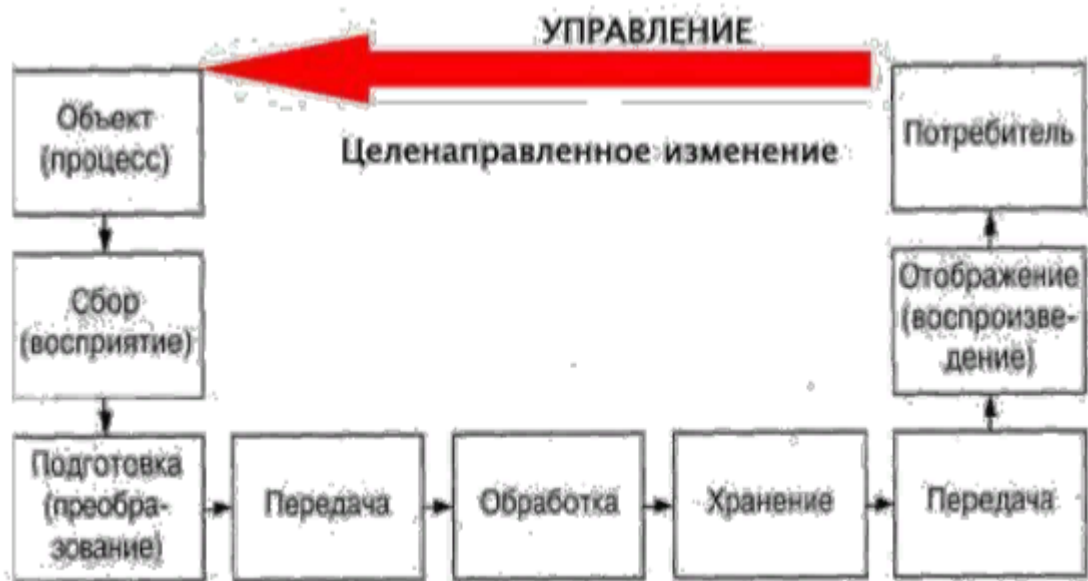 УПРАВЛЕНИЕ
Целенаправленное изменение
Объект
(процесс)
Сбор
(восприятие)
Подготовка
(преобра-
зование)
Передача
Обработка
Хранение
Передача
Отображение
(воспроизве-
дение)
Потребитель